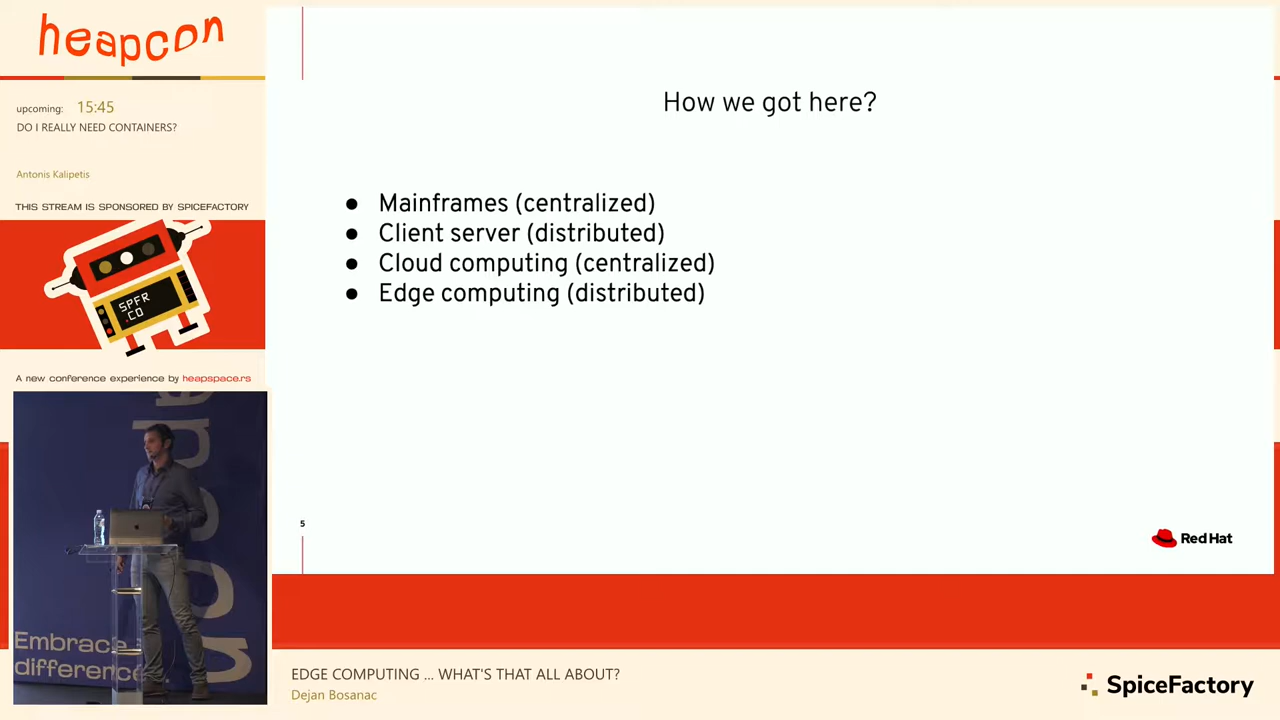 heapcon
upcoming: 15:45
DO I REALLY NEED CONTAINERS?
Antonis Kalipetis
THIS STREAM IS SPONSORED BY SPICEFACTORY
SPFR
.CO
A new conference experience by heapspace.rs
Embrace
difference
How we got here?
● Mainframes (centralized)
● Client server (distributed)
● Cloud computing (centralized)
● Edge computing (distributed)
5
Red Hat
EDGE COMPUTING ... WHAT'S THAT ALL ABOUT?
Dejan Bosanac
SpiceFactory